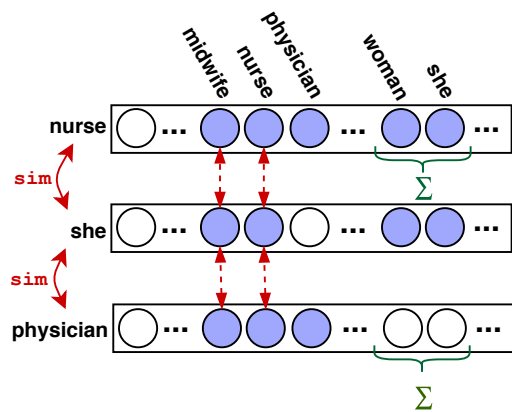 midwife nurse physician woman she
nurse ... ... ...
sim Σ
she ... ... ...
sim
physician ... ... ...
Σ